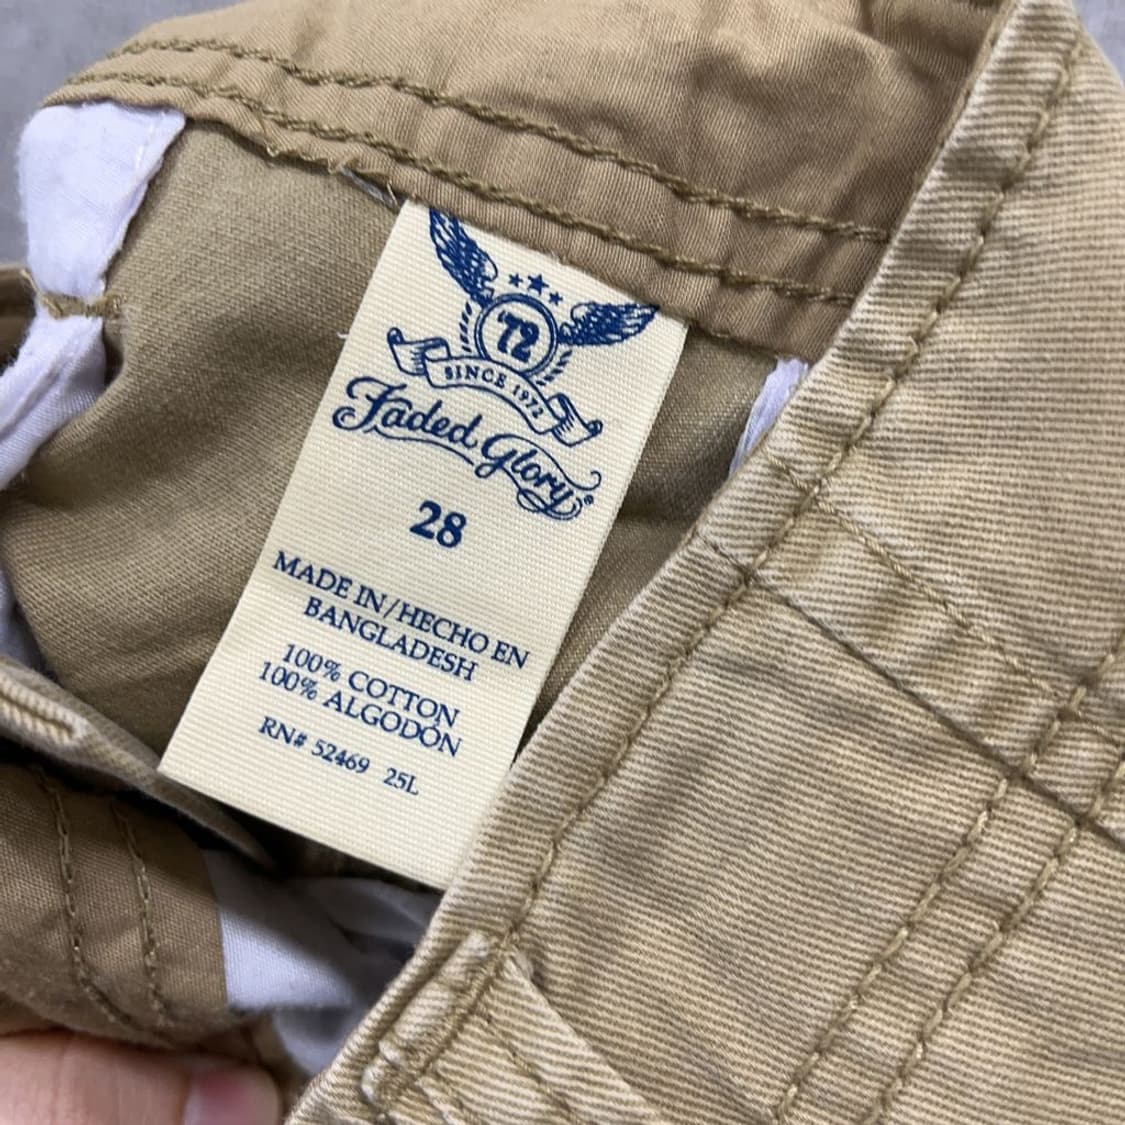 72
SINCE 1972
Faded Glory®
28
MADE IN/HECHO EN
BANGLADESH
100% COTTON
100% ALGODÓN
RN# 52469 25L